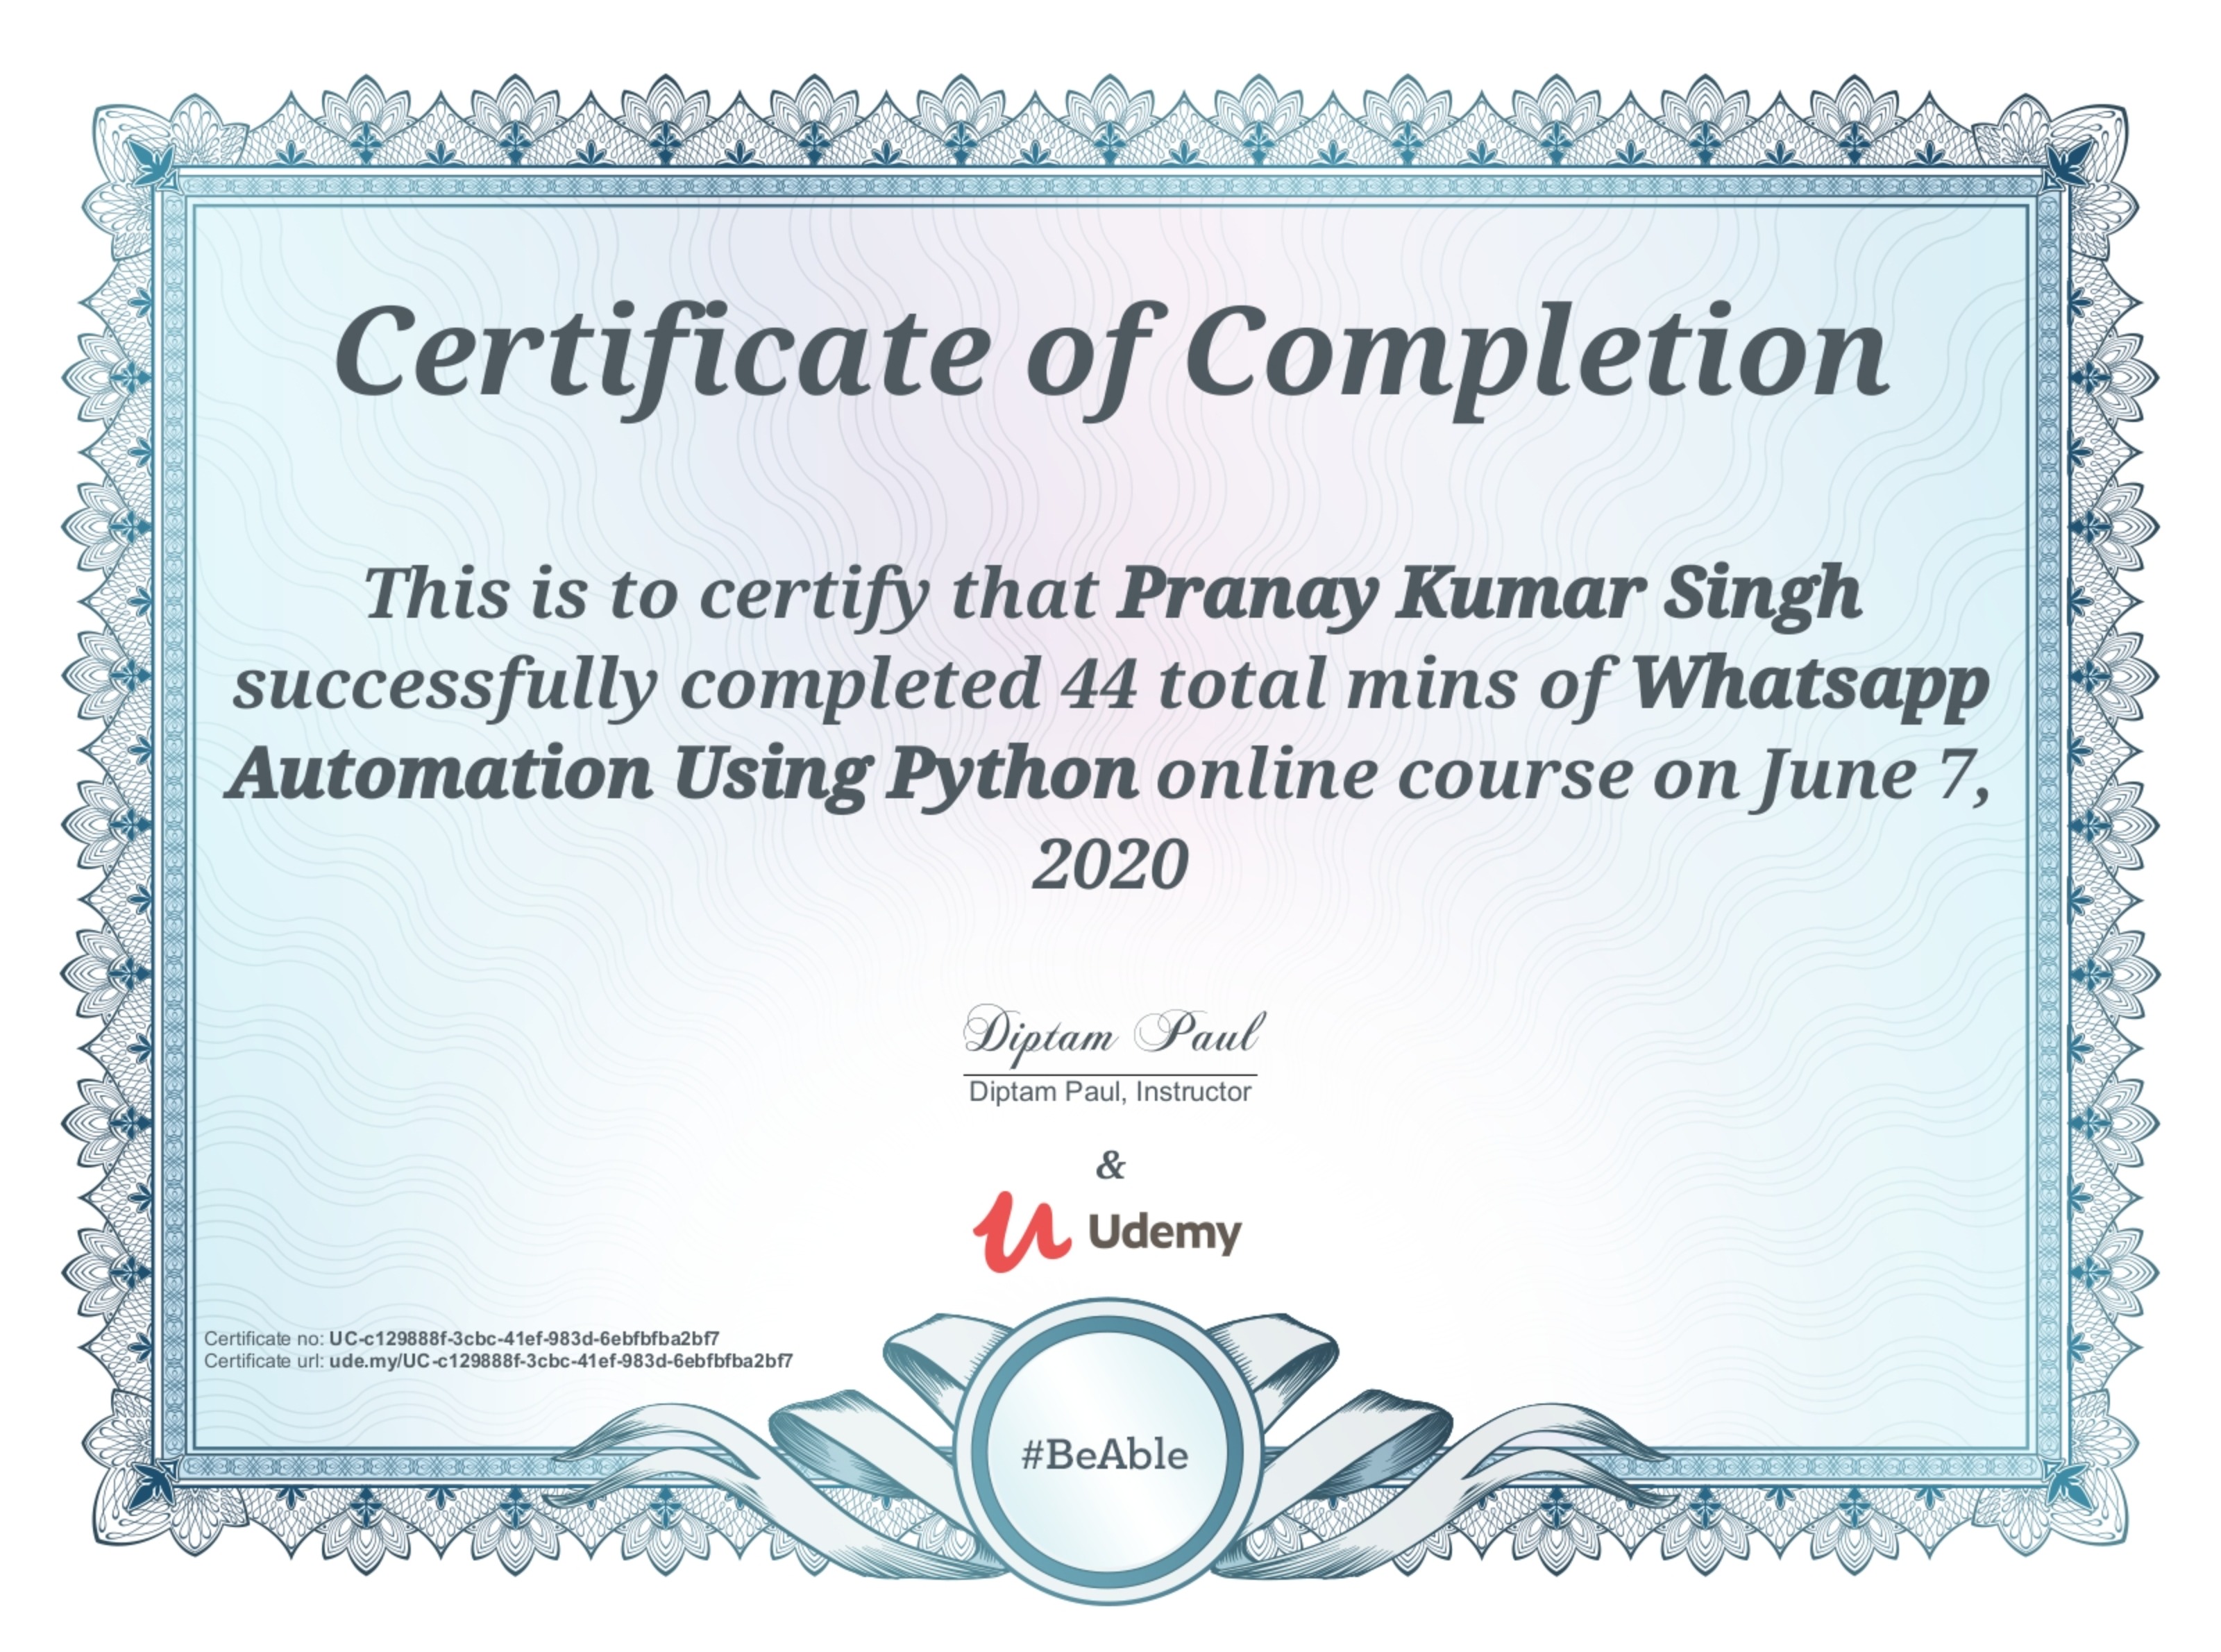 Certificate of Completion
This is to certify that Pranay Kumar Singh
successfully completed 44 total mins of Whatsapp
Automation Using Python online course on June 7,
2020
Diptam Paul
Diptam Paul, Instructor
&
Udemy
Certificate no: UC-c129888f-3cbc-41ef-983d-6ebfbfba2bf7
Certificate url: ude.my/UC-c129888f-3cbc-41ef-983d-6ebfbfba2bf7
#BeAble